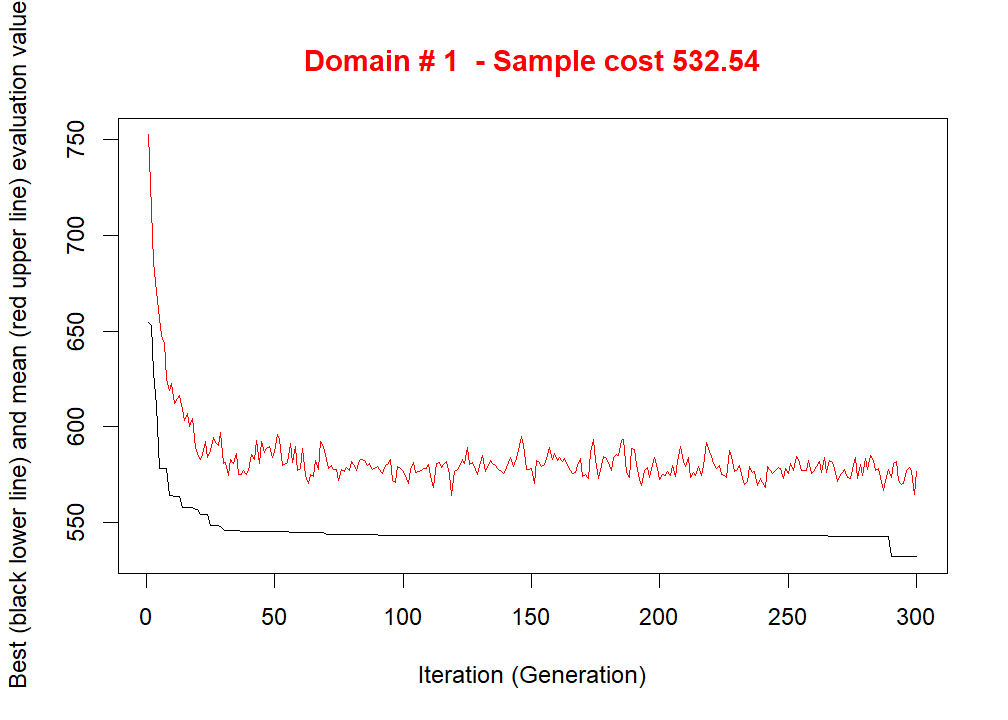 Domain # 1  - Sample cost 532.54
Best (black lower line) and mean (red upper line) evaluation value
750
700
650
600
550
0 50 100 150 200 250 300
Iteration (Generation)